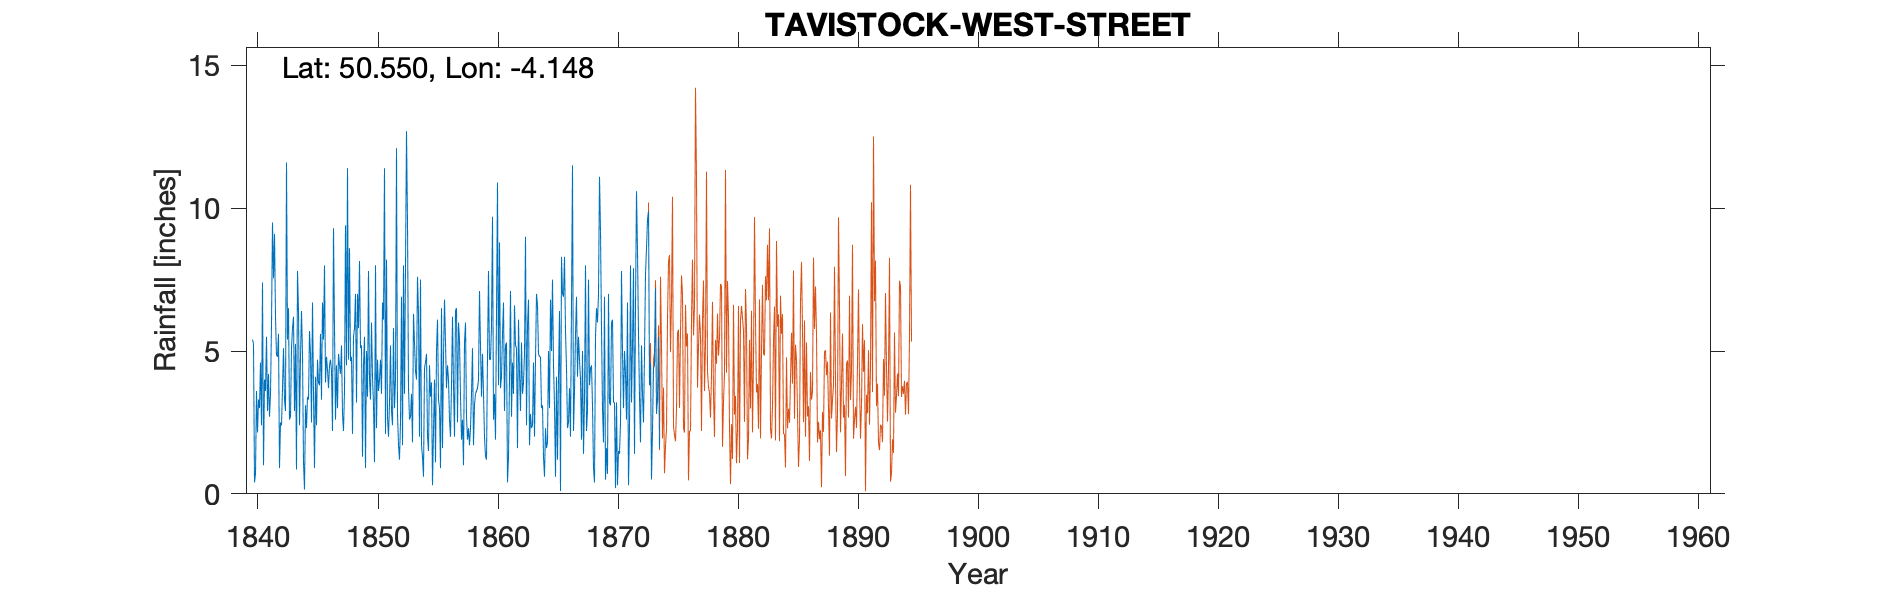 TAVISTOCK-WEST-STREET
Lat: 50.550, Lon: -4.148
Rainfall [inches]
15
10
5
0
1840 1850 1860 1870 1880 1890 1900 1910 1920 1930 1940 1950 1960
Year